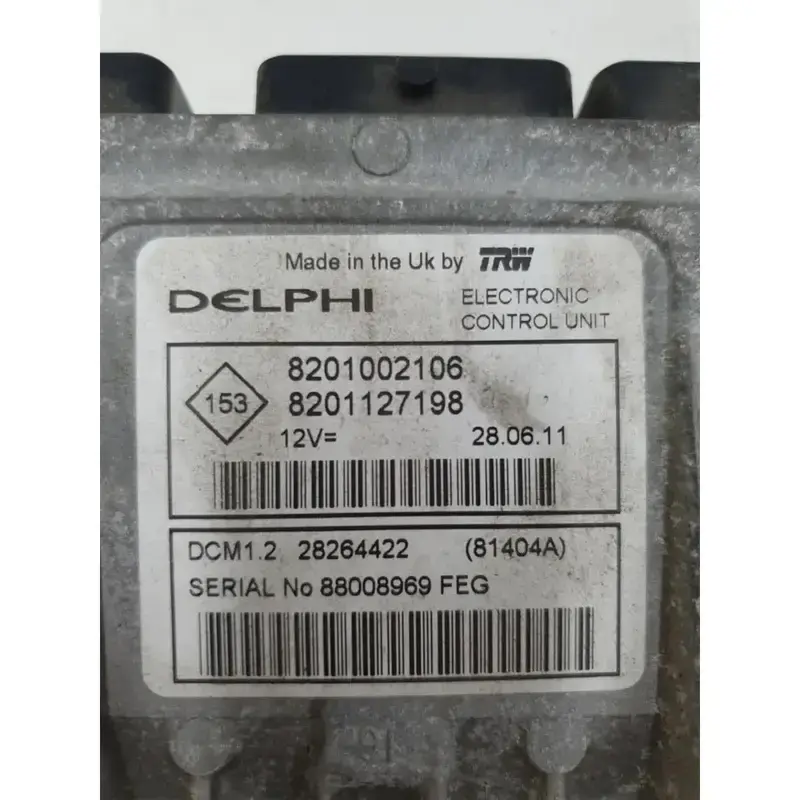 Made in the Uk by TRW
DELPHI
ELECTRONIC
CONTROL UNIT
153
8201002106
8201127198
12V=
28.06.11
DCM1.2 28264422 (81404A)
SERIAL No 88008969 FEG